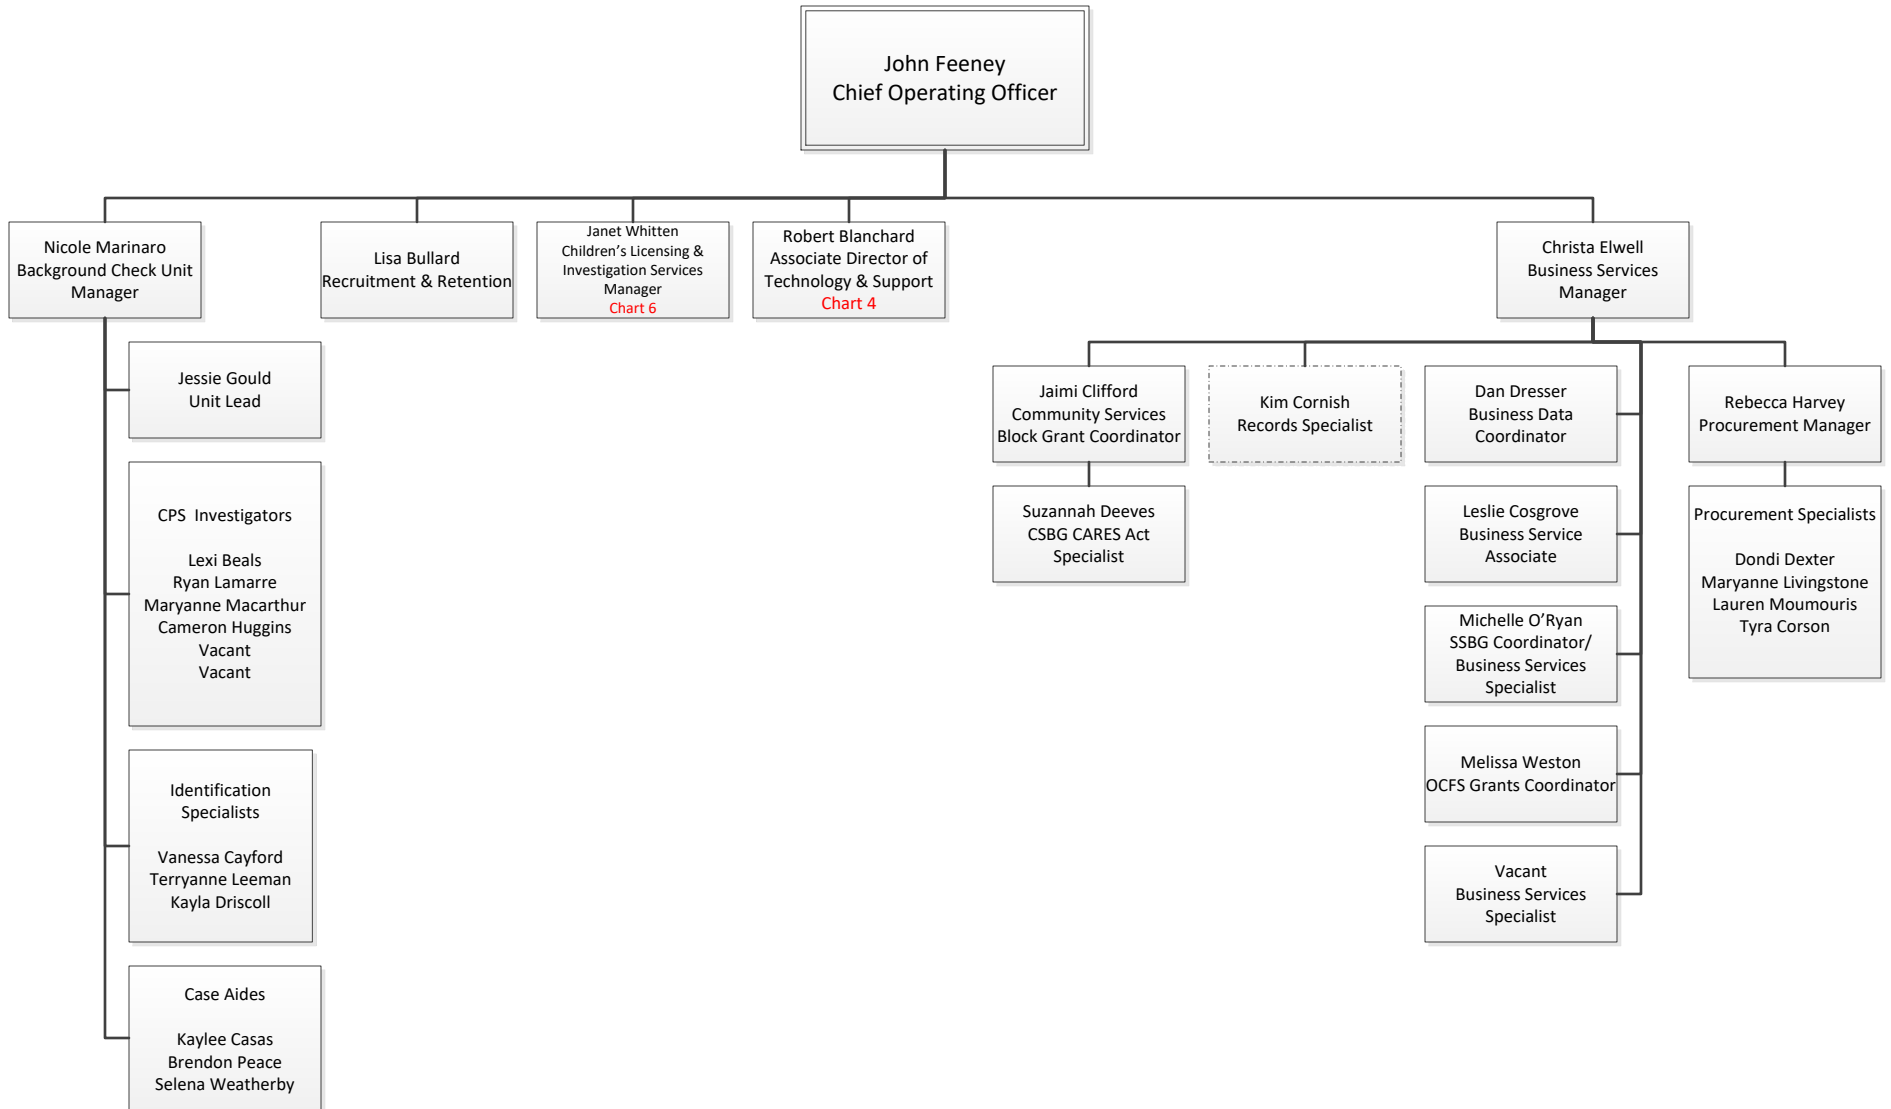 John Feeney
Chief Operating Officer
Nicole Marinaro
Background Check Unit
Manager
Lisa Bullard
Recruitment & Retention
Janet Whitten
Children’s Licensing &
Investigation Services
Manager
Chart 6
Robert Blanchard
Associate Director of
Technology & Support
Chart 4
Christa Elwell
Business Services
Manager
Jessie Gould
Unit Lead
CPS  Investigators
Lexi Beals
Ryan Lamarre
Maryanne Macarthur
Cameron Huggins
Vacant
Vacant
Identification
Specialists
Vanessa Cayford
Terryanne Leeman
Kayla Driscoll
Case Aides
Kaylee Casas
Brendon Peace
Selena Weatherby
Jaimi Clifford
Community Services
Block Grant Coordinator
Suzannah Deeves
CSBG CARES Act
Specialist
Kim Cornish
Records Specialist
Dan Dresser
Business Data
Coordinator
Leslie Cosgrove
Business Service
Associate
Michelle O’Ryan
SSBG Coordinator/
Business Services
Specialist
Melissa Weston
OCFS Grants Coordinator
Vacant
Business Services
Specialist
Rebecca Harvey
Procurement Manager
Procurement Specialists
Dondi Dexter
Maryanne Livingstone
Lauren Moumouris
Tyra Corson